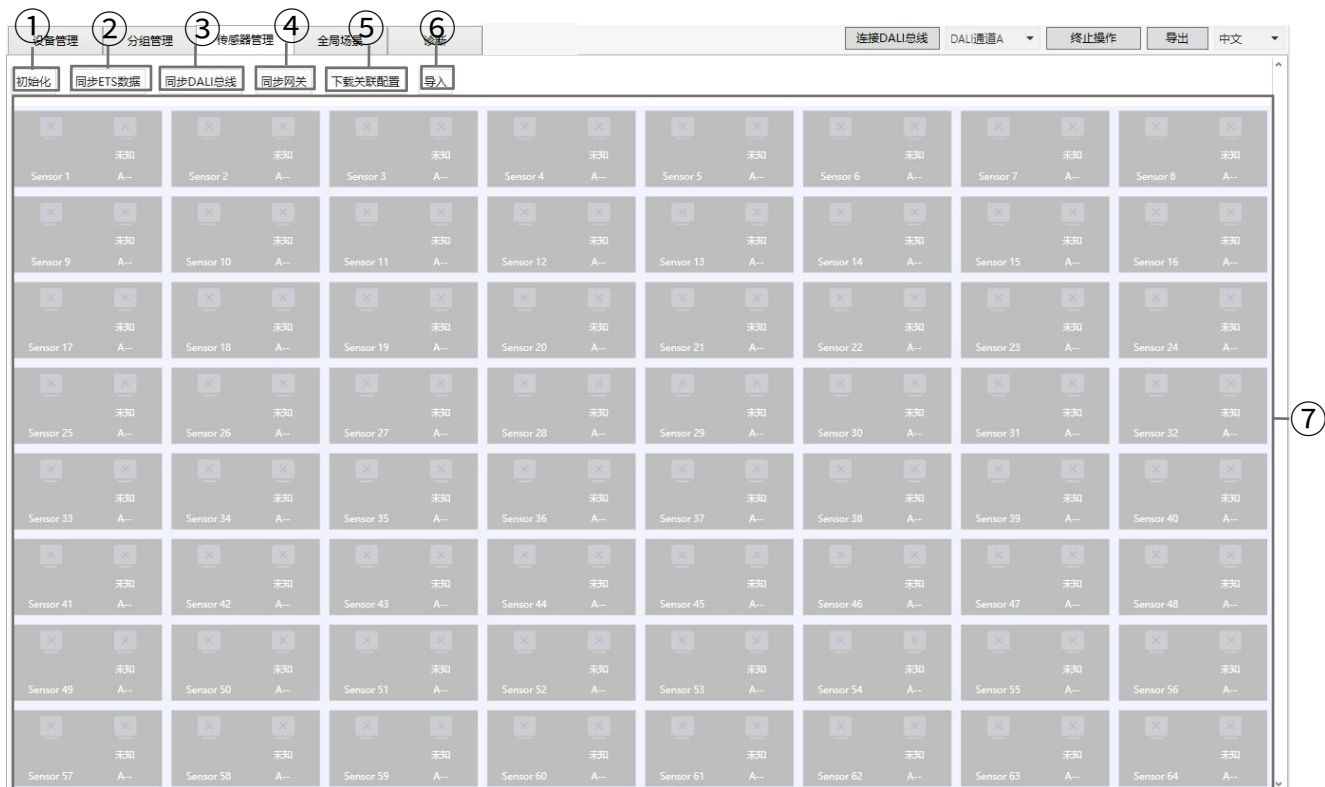 ① ② ③ ④ ⑤ ⑥
设备管理 分组管理 传感器管理 全局场景 诊断 连接DALI总线 DALI通道A 终止操作 导出 中文
初始化 同步ETS数据 同步DALI总线 同步网关 下载关联配置 导入
未知 未知 未知 未知 未知 未知 未知 未知
Sensor 1 A-- Sensor 2 A-- Sensor 3 A-- Sensor 4 A-- Sensor 5 A-- Sensor 6 A-- Sensor 7 A-- Sensor 8 A--
未知 未知 未知 未知 未知 未知 未知 未知
Sensor 9 A-- Sensor 10 A-- Sensor 11 A-- Sensor 12 A-- Sensor 13 A-- Sensor 14 A-- Sensor 15 A-- Sensor 16 A--
未知 未知 未知 未知 未知 未知 未知 未知
Sensor 17 A-- Sensor 18 A-- Sensor 19 A-- Sensor 20 A-- Sensor 21 A-- Sensor 22 A-- Sensor 23 A-- Sensor 24 A--
未知 未知 未知 未知 未知 未知 未知 未知
⑦
Sensor 25 A-- Sensor 26 A-- Sensor 27 A-- Sensor 28 A-- Sensor 29 A-- Sensor 30 A-- Sensor 31 A-- Sensor 32 A--
未知 未知 未知 未知 未知 未知 未知 未知
Sensor 33 A-- Sensor 34 A-- Sensor 35 A-- Sensor 36 A-- Sensor 37 A-- Sensor 38 A-- Sensor 39 A-- Sensor 40 A--
未知 未知 未知 未知 未知 未知 未知 未知
Sensor 41 A-- Sensor 42 A-- Sensor 43 A-- Sensor 44 A-- Sensor 45 A-- Sensor 46 A-- Sensor 47 A-- Sensor 48 A--
未知 未知 未知 未知 未知 未知 未知 未知
Sensor 49 A-- Sensor 50 A-- Sensor 51 A-- Sensor 52 A-- Sensor 53 A-- Sensor 54 A-- Sensor 55 A-- Sensor 56 A--
未知 未知 未知 未知 未知 未知 未知 未知
Sensor 57 A-- Sensor 58 A-- Sensor 59 A-- Sensor 60 A-- Sensor 61 A-- Sensor 62 A-- Sensor 63 A-- Sensor 64 A--